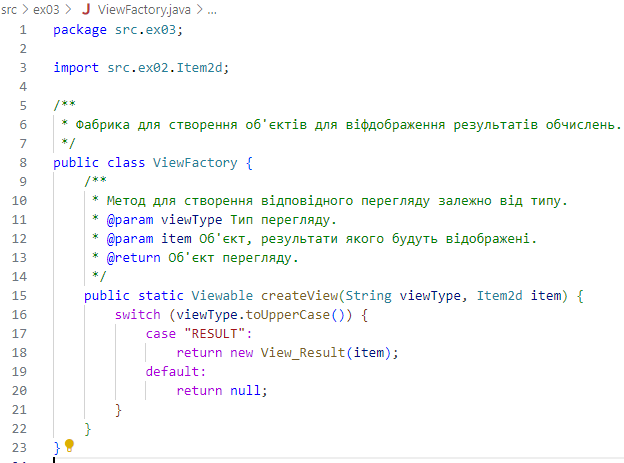 src > ex03 > J ViewFactory.java > ...
1 package src.ex03;
2
3 import src.ex02.Item2d;
4
5 /**
6  * Фабрика для створення об'єктів для віфдображення результатів обчислень.
7  */
8 public class ViewFactory {
9     /**
10      * Метод для створення відповідного перегляду залежно від типу.
11      * @param viewType Тип перегляду.
12      * @param item Об'єкт, результати якого будуть відображені.
13      * @return Об'єкт перегляду.
14      */
15     public static Viewable createView(String viewType, Item2d item) {
16         switch (viewType.toUpperCase()) {
17             case "RESULT":
18                 return new View_Result(item);
19             default:
20                 return null;
21         }
22     }
23 }
24